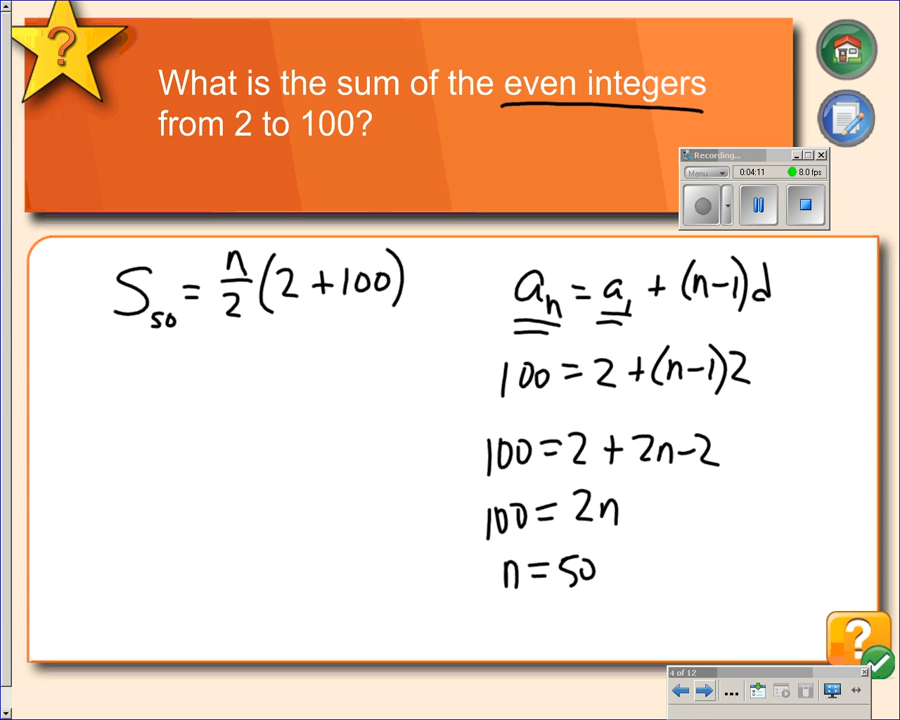 ?
What is the sum of the even integers
from 2 to 100?
Recording...
Menu
0:04:11
8.0 fps
S₅₀ = n/2 (2 + 100)
aₙ = a₁ + (n-1)d
100 = 2 + (n-1)2
100 = 2 + 2n - 2
100 = 2n
n = 50
?
4 of 12
...